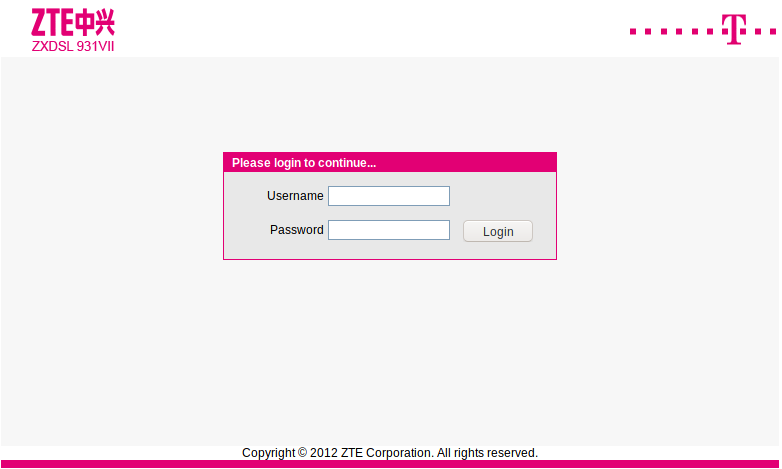 ZTE中兴
ZXDSL 931VII
T
Please login to continue...
Username
Password
Login
Copyright © 2012 ZTE Corporation. All rights reserved.